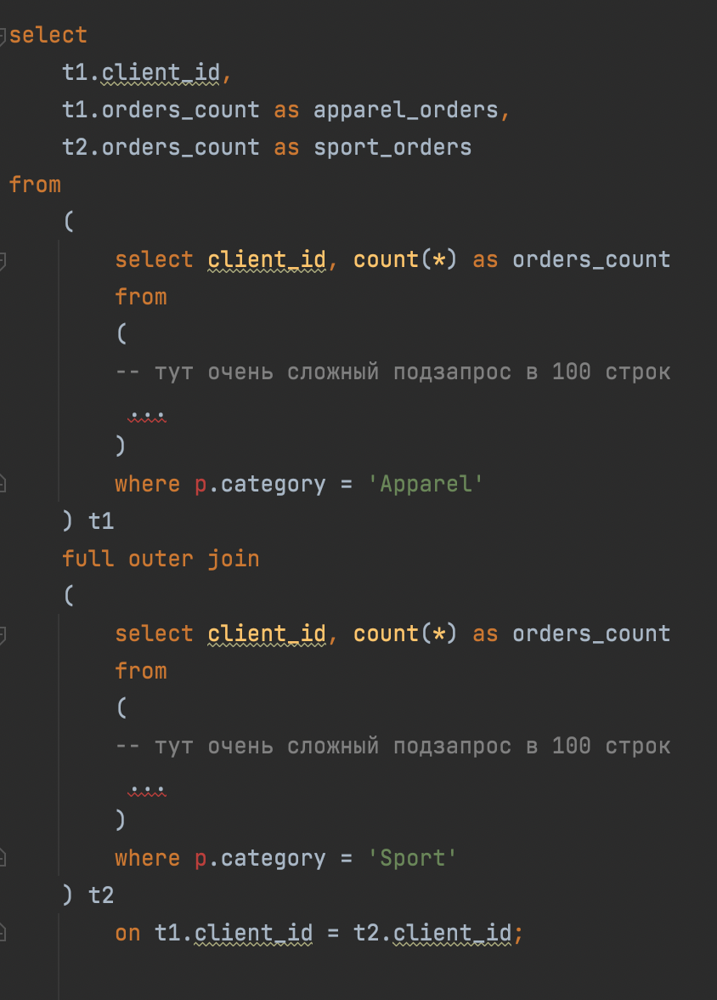 select
t1.client_id,
t1.orders_count as apparel_orders,
t2.orders_count as sport_orders
from
(
select client_id, count(*) as orders_count
from
(
-- тут очень сложный подзапрос в 100 строк
...
)
where p.category = 'Apparel'
) t1
full outer join
(
select client_id, count(*) as orders_count
from
(
-- тут очень сложный подзапрос в 100 строк
...
)
where p.category = 'Sport'
) t2
on t1.client_id = t2.client_id;